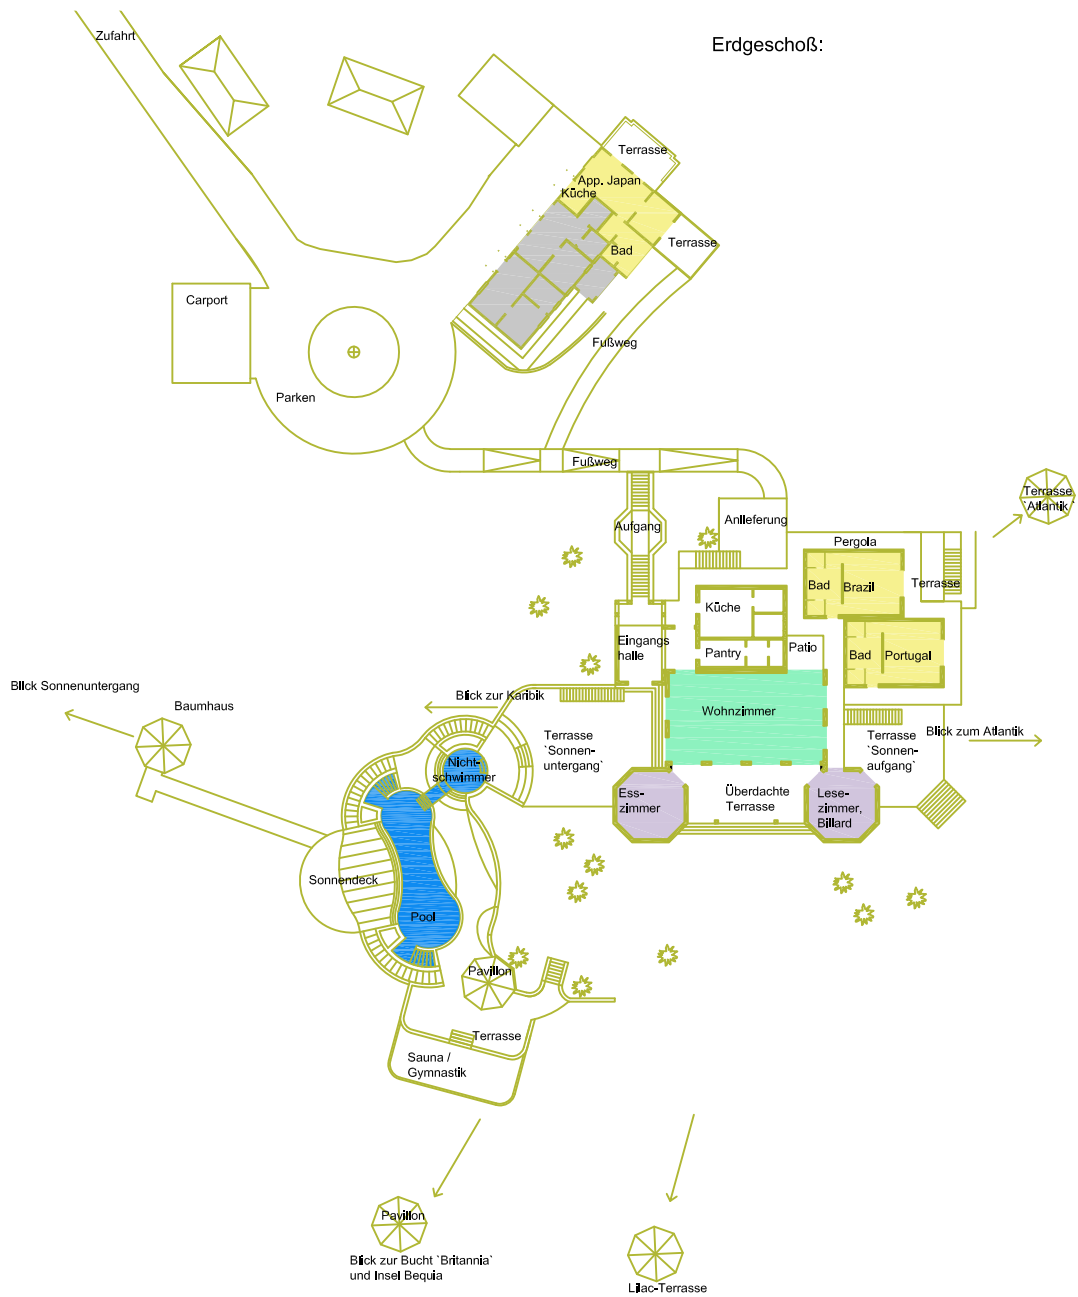 Zufahrt
Erdgeschoß:
Terrasse
App. Japan
Küche
Terrasse
Bad
Carport
Fußweg
Parken
Fußweg
Terrasse
`Atlantik`
Aufgang
Anlieferung
Pergola
Bad
Brazil
Terrasse
Küche
Eingangs
halle
Pantry
Patio
Bad
Portugal
Blick Sonnenuntergang
Blick zur Karibik
Baumhaus
Wohnzimmer
Terrasse
`Sonnen-
untergang`
Terrasse
`Sonnen-
aufgang`
Blick zum Atlantik
Nicht-
schwimmer
Ess-
zimmer
Überdachte
Terrasse
Lese-
zimmer,
Billard
Sonnendeck
Pool
Pavillon
Terrasse
Sauna /
Gymnastik
Pavillon
Blick zur Bucht `Britannia`
und Insel Bequia
Lilac-Terrasse